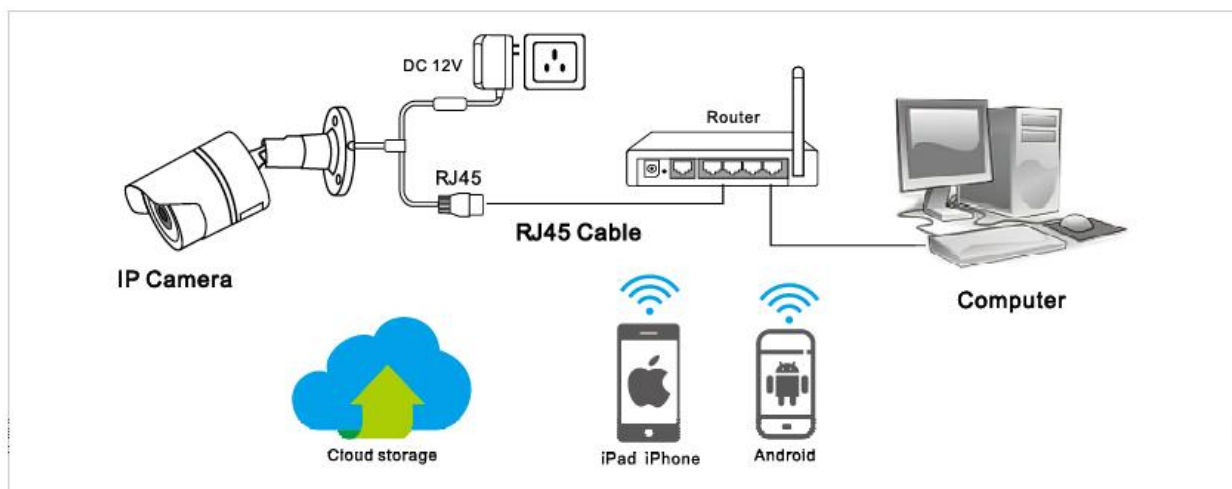 DC 12V
Router
RJ45
RJ45 Cable
IP Camera
Computer
Cloud storage
iPad iPhone
Android